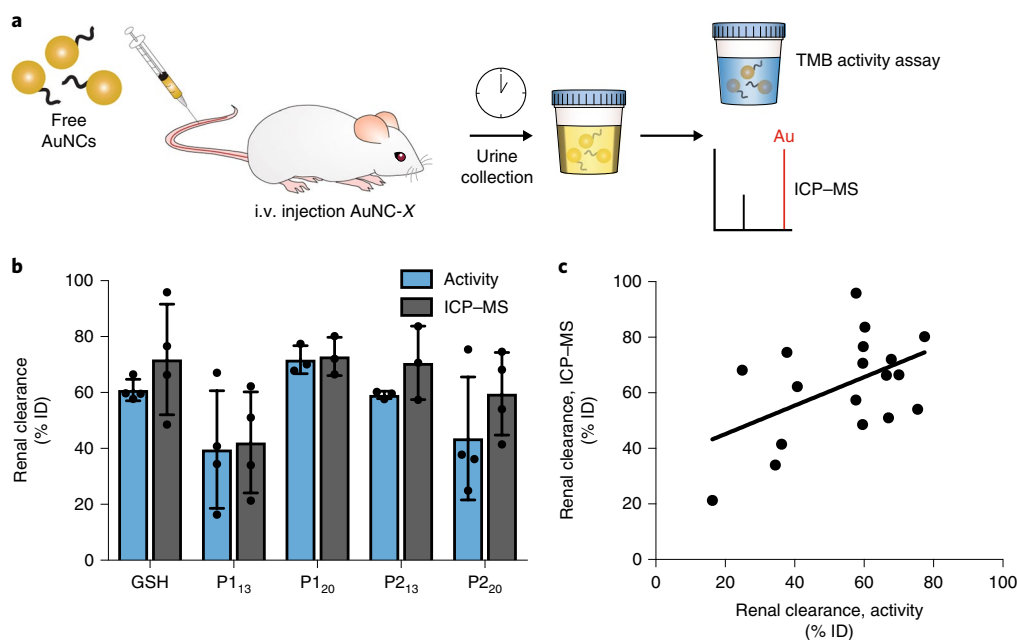 a
Free
AuNCs
i.v. injection AuNC-X
Urine
collection
TMB activity assay
Au
ICP–MS
b
Renal clearance
(% ID)
100
80
60
40
20
0
Activity
ICP–MS
GSH
P1₁₃
P1₂₀
P2₁₃
P2₂₀
c
Renal clearance, ICP–MS
(% ID)
100
80
60
40
20
0
0
20
40
60
80
100
Renal clearance, activity
(% ID)